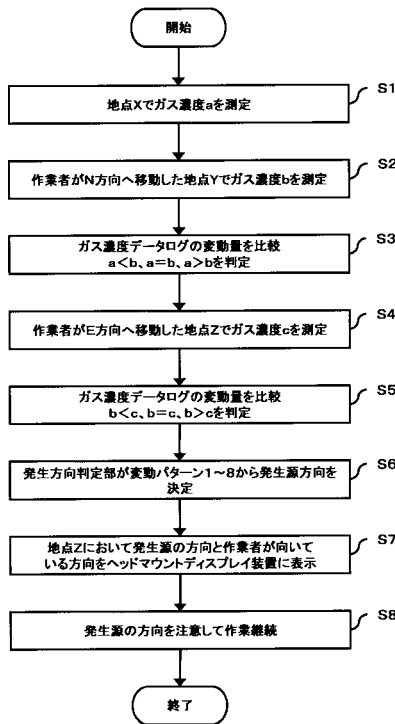 開始
S1
地点Xでガス濃度aを測定
S2
作業者がN方向へ移動した地点Yでガス濃度bを測定
S3
ガス濃度データログの変動量を比較
a<b、a=b、a>bを判定
S4
作業者がE方向へ移動した地点Zでガス濃度cを測定
S5
ガス濃度データログの変動量を比較
b<c、b=c、b>cを判定
S6
発生方向判定部が変動パターン1~8から発生源方向を
決定
S7
地点Zにおいて発生源の方向と作業者が向いて
いる方向をヘッドマウントディスプレイ装置に表示
S8
発生源の方向を注意して作業継続
終了